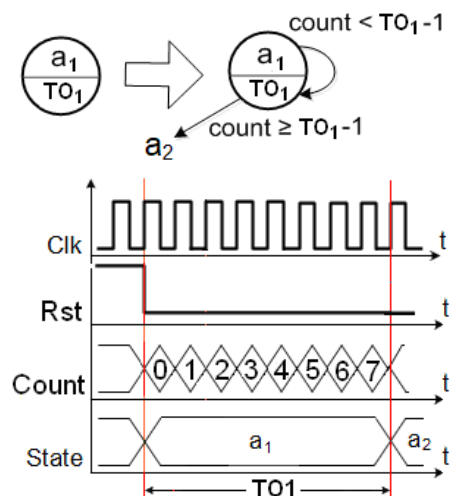 a1
TO1
a1
TO1
count < TO1-1
count ≥ TO1-1
a2
Clk
t
Rst
t
Count
0 1 2 3 4 5 6 7
t
State
a1
a2
t
TO1